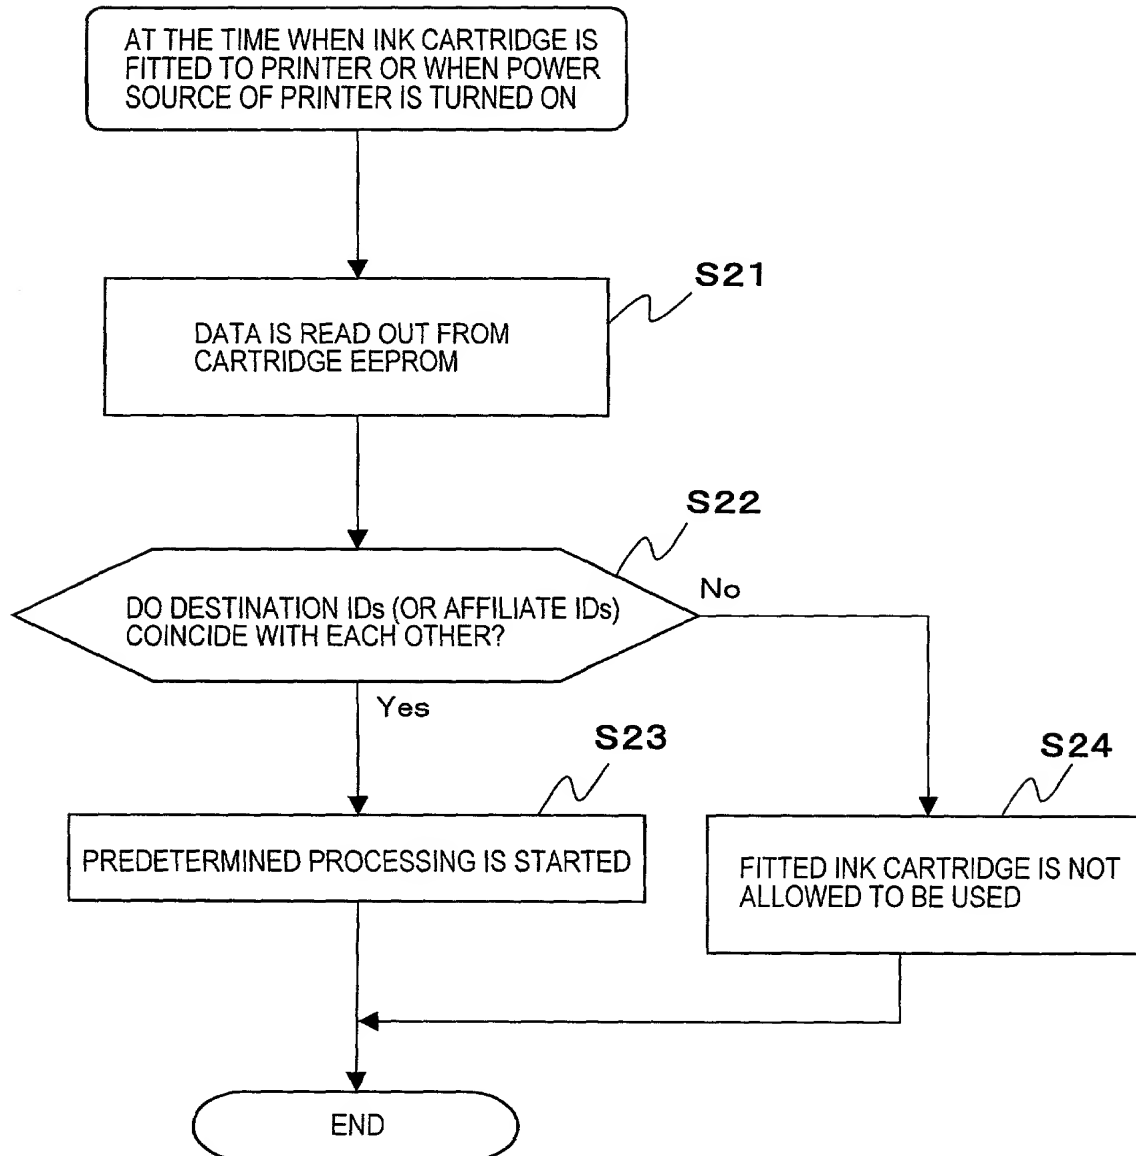 AT THE TIME WHEN INK CARTRIDGE IS
FITTED TO PRINTER OR WHEN POWER
SOURCE OF PRINTER IS TURNED ON
S21
DATA IS READ OUT FROM
CARTRIDGE EEPROM
S22
No
DO DESTINATION IDs (OR AFFILIATE IDs)
COINCIDE WITH EACH OTHER?
Yes
S23
S24
PREDETERMINED PROCESSING IS STARTED
FITTED INK CARTRIDGE IS NOT
ALLOWED TO BE USED
END